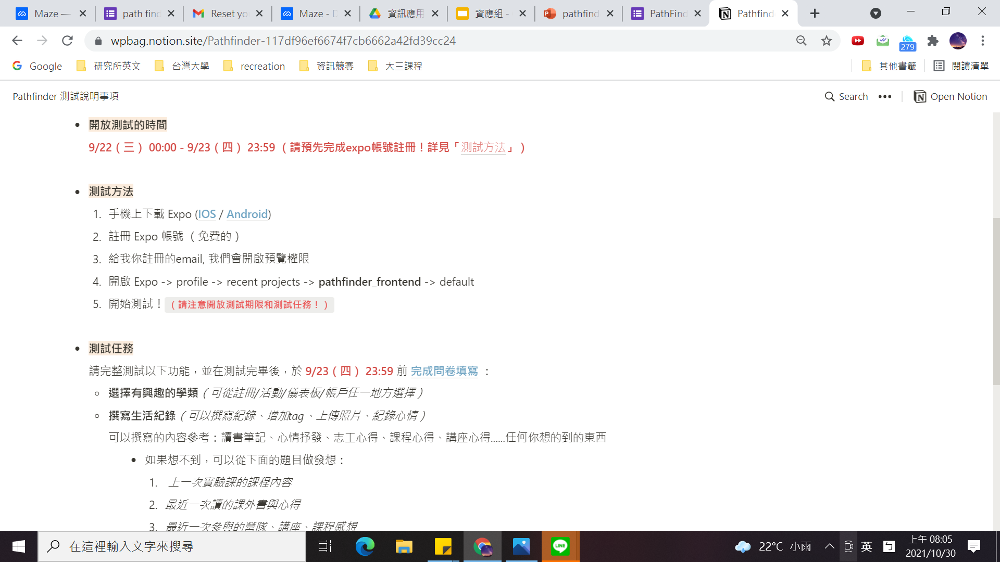 Maze —
path find
Reset yo
Maze - D
資訊應用
資應組 -
pathfind
PathFind
Pathfind
wpbag.notion.site/Pathfinder-117df96ef6674f7cb6662a42fd39cc24
279
Google
研究所英文
台灣大學
recreation
資訊競賽
大三課程
其他書籤
閱讀清單
Pathfinder 測試說明事項
Search
Open Notion
開放測試的時間
9/22（三） 00:00 - 9/23（四） 23:59 （請預先完成expo帳號註冊！詳見「測試方法」）
測試方法
1. 手機上下載 Expo (IOS / Android)
2. 註冊 Expo 帳號 （免費的）
3. 給我你註冊的email, 我們會開啟預覽權限
4. 開啟 Expo -> profile -> recent projects -> pathfinder_frontend -> default
5. 開始測試！（請注意開放測試期限和測試任務！）
測試任務
請完整測試以下功能，並在測試完畢後，於 9/23（四） 23:59 前 完成問卷填寫 ：
選擇有興趣的學類（可從註冊/活動/儀表板/帳戶任一地方選擇）
撰寫生活紀錄（可以撰寫紀錄、增加tag、上傳照片、紀錄心情）
可以撰寫的內容參考：讀書筆記、心情抒發、志工心得、課程心得、講座心得......任何你想的到的東西
如果想不到，可以從下面的題目做發想：
1. 上一次實驗課的課程內容
2. 最近一次讀的課外書與心得
3. 最近一次參與的營隊、講座、課程感想
在這裡輸入文字來搜尋
LINE
22°C 小雨
英
ㄅ
上午 08:05
2021/10/30